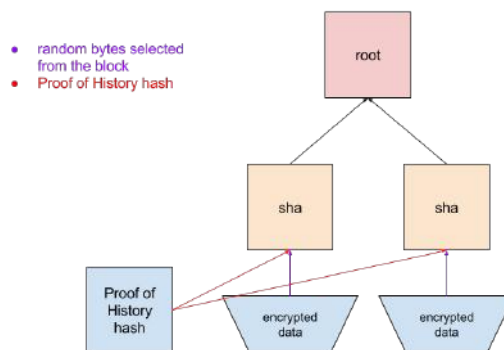 random bytes selected
from the block
Proof of History hash
root
sha
sha
Proof of
History
hash
encrypted
data
encrypted
data